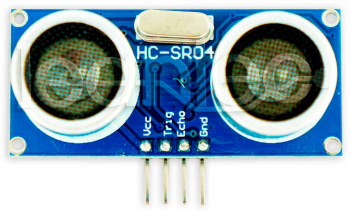 HC-SR04
Vcc
Trig
Echo
Gnd